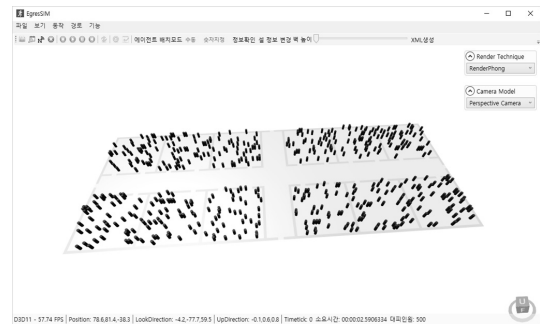 EgresSIM
파일 보기 동작 경로 기능
에이전트 배치모드 수동 승자지정 정보확인 설 정보 변경 벽 높이 XML생성
Render Technique
RenderPhong
Camera Model
Perspective Camera
D3D11 - 57.74 FPS Position: 78.6,81.4,-38.3 LookDirection: -4.2,-77.7,59.5 UpDirection: -0.1,0.6,0.8 Timetick: 0 소요시간: 00:00:02.5906334 대피인원: 500